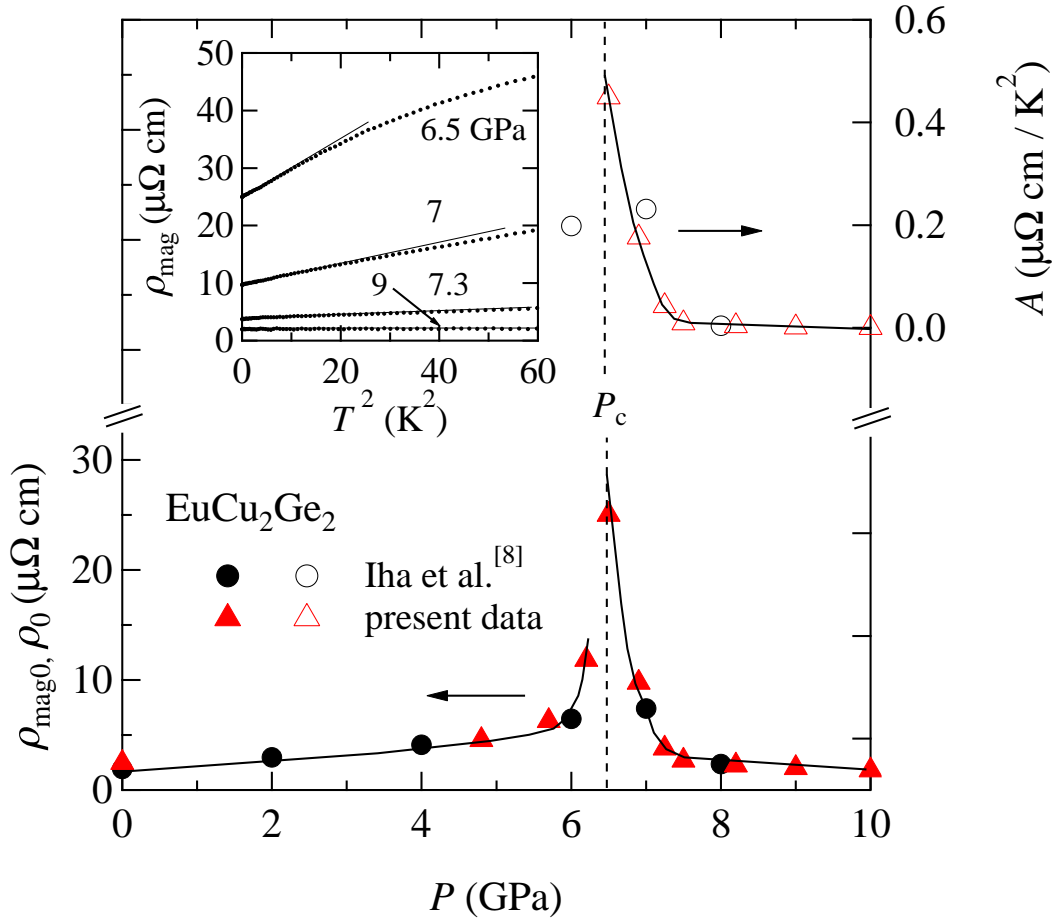 0.6
0.4
0.2
0.0
A (μΩ cm / K²)
50
40
30
20
10
0
ρmag (μΩ cm)
6.5 GPa
7
9 7.3
0 20 40 60
T ² (K²)
Pc
30
20
10
0
ρmag0, ρ0 (μΩ cm)
EuCu₂Ge₂
Iha et al.[8]
present data
0 2 4 6 8 10
P (GPa)